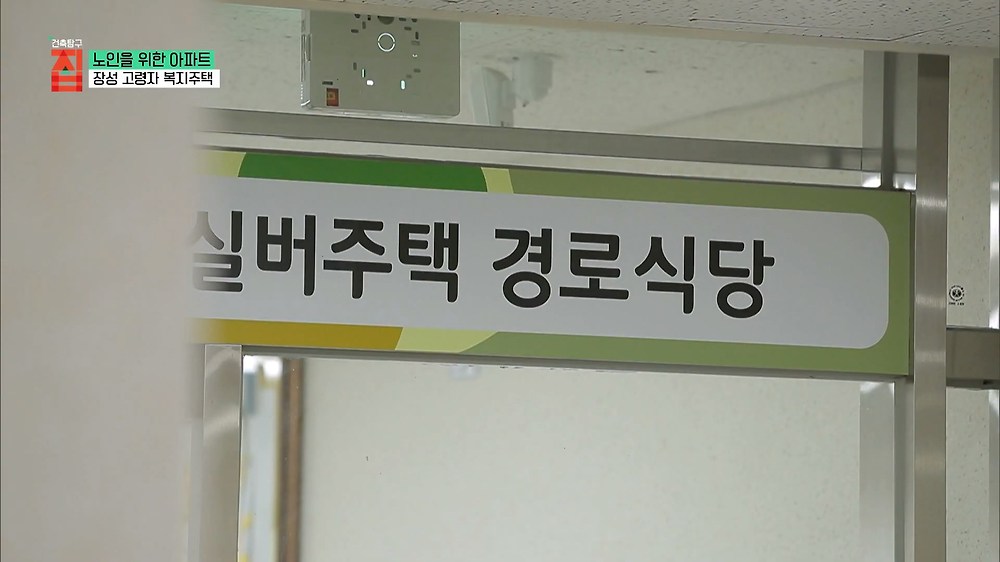 건축탐구
집
노인을 위한 아파트
장성 고령자 복지주택
실버주택 경로식당